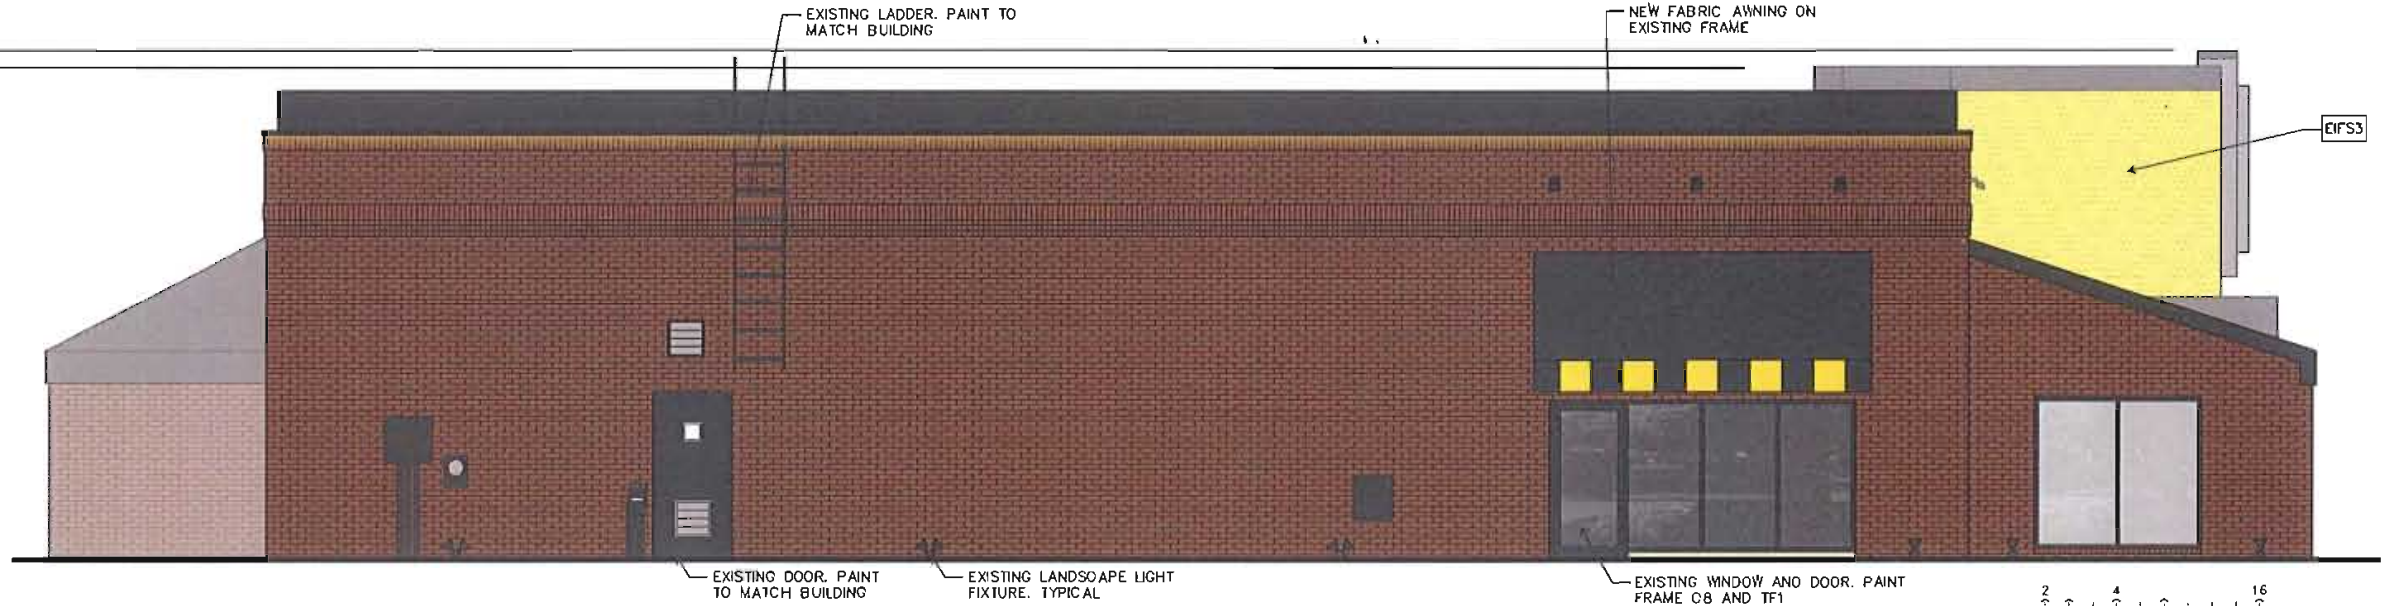 EXISTING LADDER. PAINT TO
MATCH BUILDING
NEW FABRIC AWNING ON
EXISTING FRAME
EIFS3
EXISTING DOOR. PAINT
TO MATCH BUILDING
EXISTING LANDSCAPE LIGHT
FIXTURE. TYPICAL
EXISTING WINDOW AND DOOR. PAINT
FRAME C8 AND TF1
2 4 16